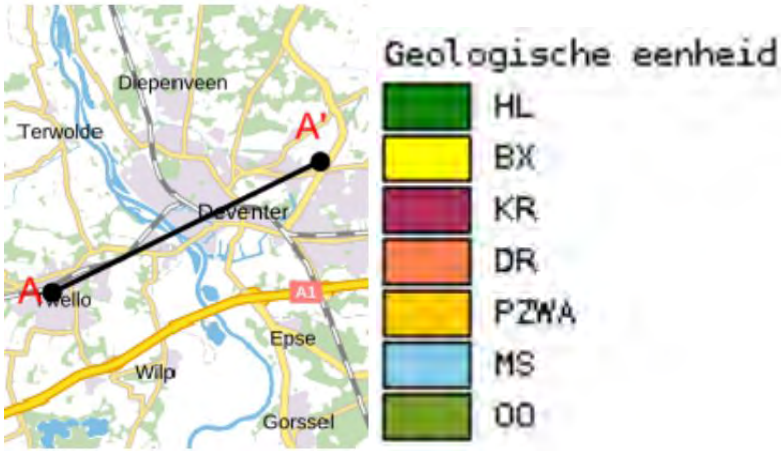 Diepenveen
Terwolde
A'
Deventer
A
wello
A1
Epse
Wilp
Gorssel
Geologische eenheid
HL
BX
KR
DR
PZWA
MS
OO